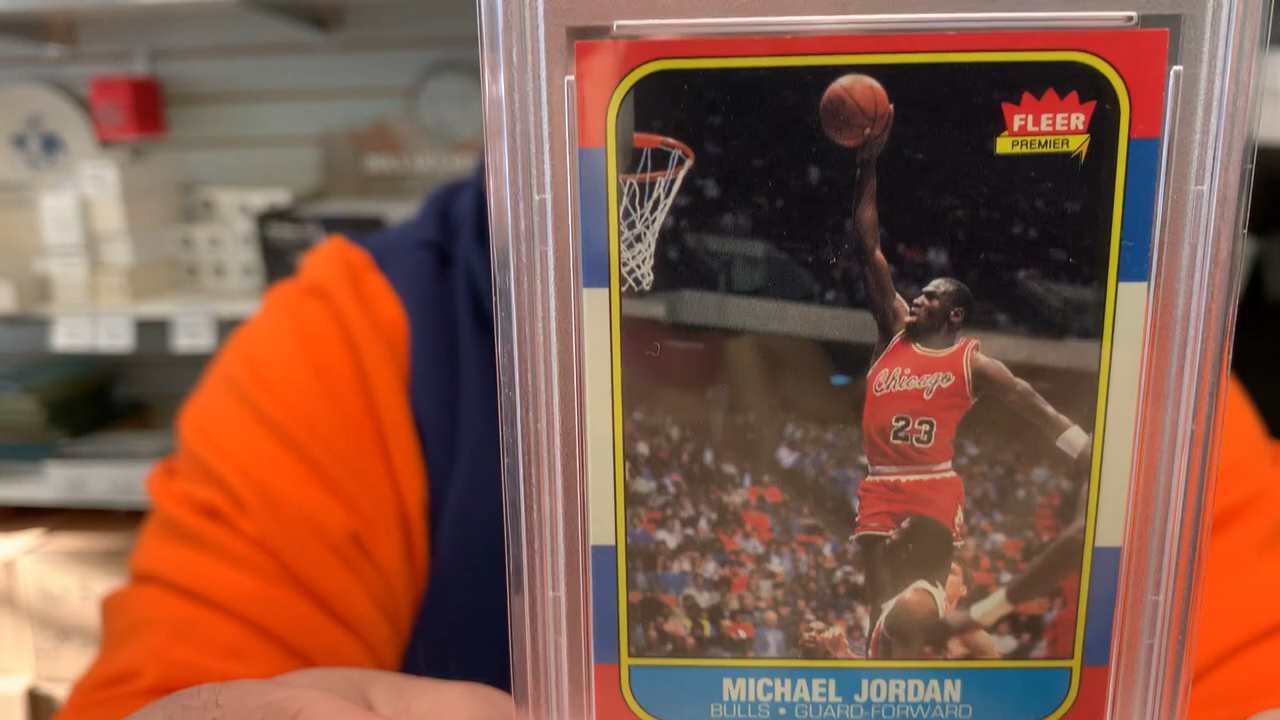 FLEER
PREMIER
Chicago
23
MICHAEL JORDAN
BULLS • GUARD-FORWARD